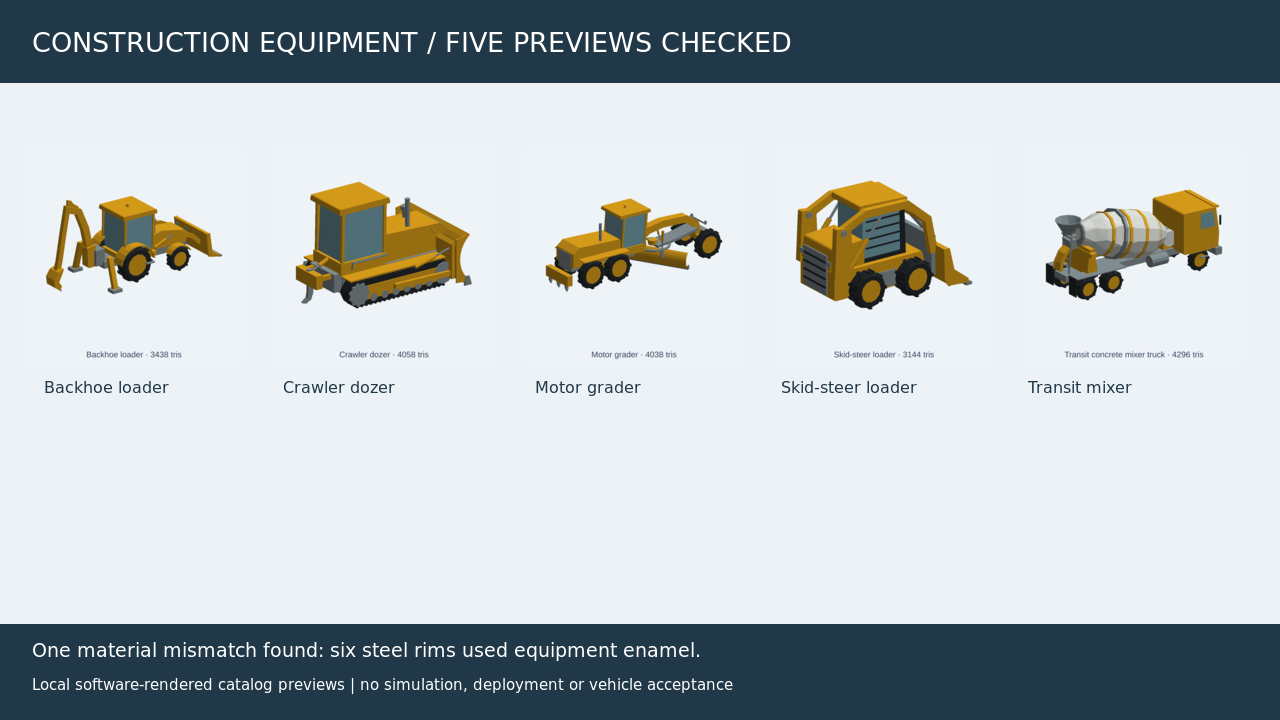 CONSTRUCTION EQUIPMENT / FIVE PREVIEWS CHECKED
Backhoe loader · 3438 tris
Crawler dozer · 4058 tris
Motor grader · 4038 tris
Skid-steer loader · 3144 tris
Transit concrete mixer truck · 4296 tris
Backhoe loader
Crawler dozer
Motor grader
Skid-steer loader
Transit mixer
One material mismatch found: six steel rims used equipment enamel.
Local software-rendered catalog previews | no simulation, deployment or vehicle acceptance